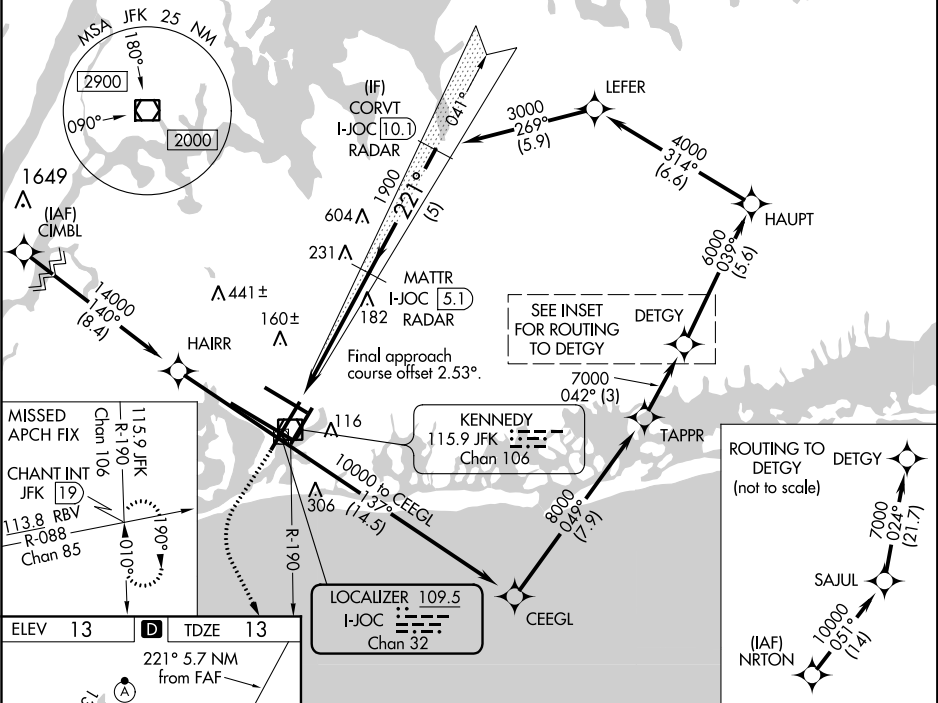 MSA JFK 25 NM
180°
2900
090°
2000
1649
(IAF)
CIMBL
14000
140°
(8.4)
HAIRR
(IF)
CORVT
I-JOC 10.1
RADAR
041°
1900
221°
(5)
604
231
441±
160±
182
MATTR
I-JOC 5.1
RADAR
Final approach
course offset 2.53°.
LEFER
3000
269°
(5.9)
4000
314°
(6.6)
HAUPT
6000
039°
(5.6)
SEE INSET
FOR ROUTING
TO DETGY
DETGY
7000
042° (3)
TAPPR
116
306
KENNEDY
115.9 JFK
Chan 106
10000 to CEEGL
137°
(14.5)
8000
049°
(7.9)
CEEGL
R-190
LOCALIZER 109.5
I-JOC
Chan 32
MISSED
APCH FIX
115.9 JFK
R-190
Chan 106
CHANT INT
JFK 19
113.8 RBV
R-088
Chan 85
190°
010°
ROUTING TO
DETGY
(not to scale)
DETGY
7000
024°
(21.7)
SAJUL
10000
051°
(14)
(IAF)
NRTON
ELEV 13 D TDZE 13
221° 5.7 NM
from FAF
A